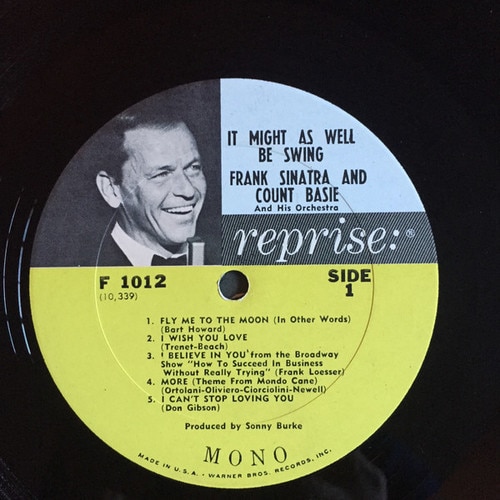 IT MIGHT AS WELL
BE SWING
FRANK SINATRA AND
COUNT BASIE
And His Orchestra
reprise:®
F 1012
(10,339)
SIDE
1
1. FLY ME TO THE MOON (In Other Words)
(Bart Howard)
2. I WISH YOU LOVE
(Trenet-Beach)
3. I BELIEVE IN YOU from the Broadway
Show "How To Succeed In Business
Without Really Trying" (Frank Loesser)
4. MORE (Theme From Mondo Cane)
(Ortolani-Oliviero-Ciorciolini-Newell)
5. I CAN'T STOP LOVING YOU
(Don Gibson)
Produced by Sonny Burke
MONO
MADE IN U.S.A. - WARNER BROS. RECORDS, INC.